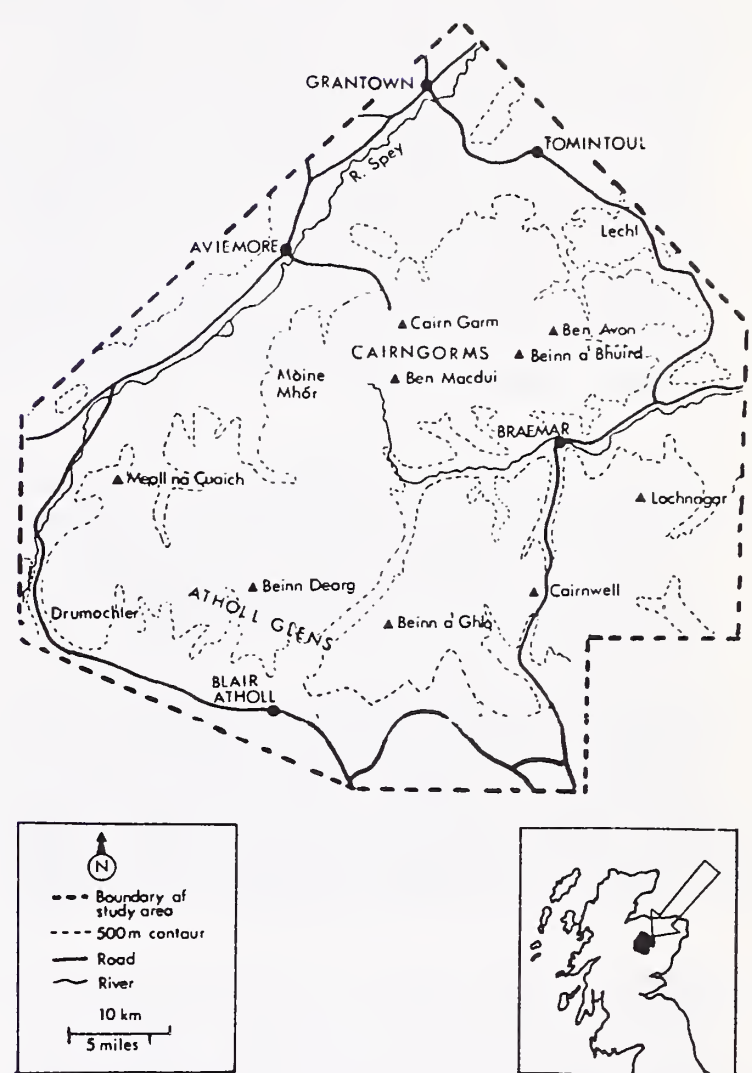 GRANTOWN
TOMINTOUL
R. Spey
Lecht
AVIEMORE
Cairn Garm
Ben Avon
CAIRNGORMS
Beinn a' Bhuird
Mòine
Mhór
Ben Macdui
BRAEMAR
Meall na Cuaich
Lochnagar
Beinn Dearg
Cairnwell
ATHOLL GLENS
Drumochter
Beinn a' Ghlo
BLAIR
ATHOLL
N
Boundary of
study area
500m contour
Road
River
10 km
5 miles